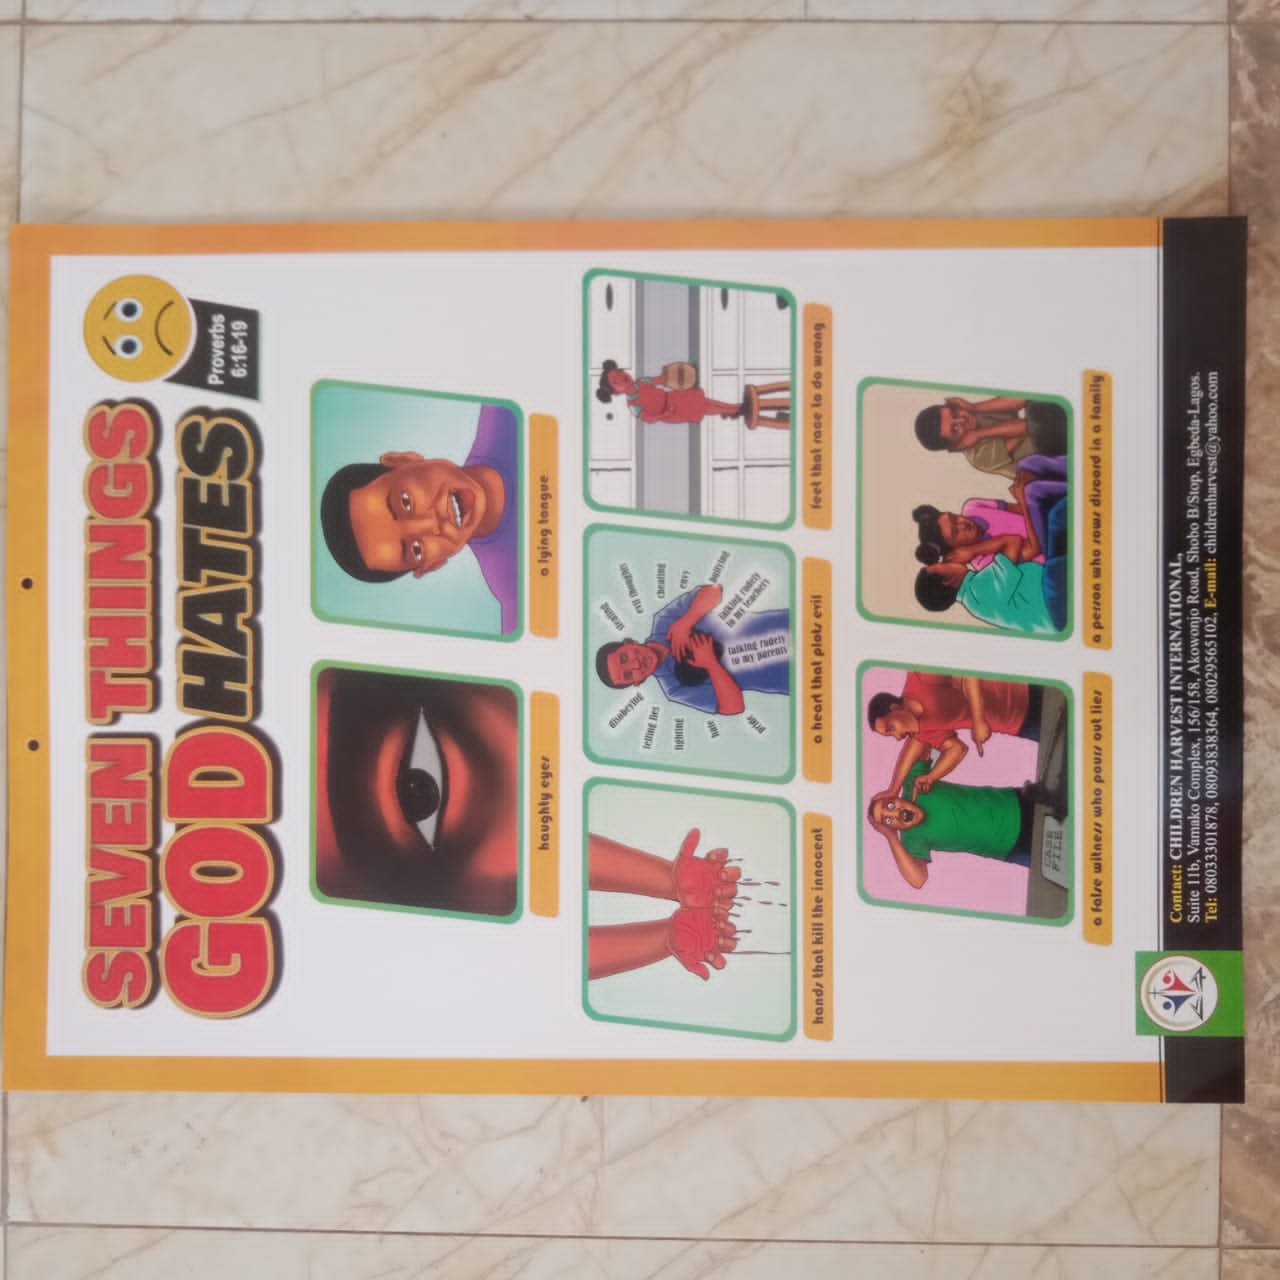 SEVEN THINGS
GOD HATES
Proverbs
6:16-19
haughty eyes
a lying tongue
hands that kill the innocent
disobeying
telling lies
fighting
hate
pride
stealing
evil thoughts
cheating
envy
bullying
talking rudely
to my teachers
talking rudely
to my parents
a heart that plots evil
feet that race to do wrong
CASE
FILE
a false witness who pours out lies
a person who sows discord in a family
Contact: CHILDREN HARVEST INTERNATIONAL,
Suite 11b, Vamako Complex, 156/158, Akowonjo Road, Shobo B/Stop, Egbeda-Lagos.
Tel: 08033301878, 08093838364, 08029565102, E-mail: childrenharvest@yahoo.com